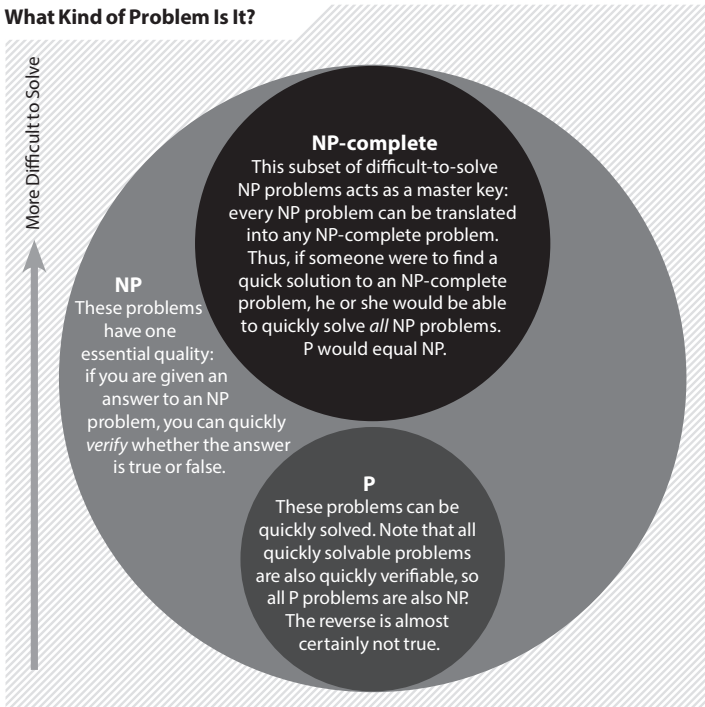 What Kind of Problem Is It?
More Difficult to Solve
NP-complete
This subset of difficult-to-solve
NP problems acts as a master key:
every NP problem can be translated
into any NP-complete problem.
Thus, if someone were to find a
quick solution to an NP-complete
problem, he or she would be able
to quickly solve all NP problems.
P would equal NP.
NP
These problems
have one
essential quality:
if you are given an
answer to an NP
problem, you can quickly
verify whether the answer
is true or false.
P
These problems can be
quickly solved. Note that all
quickly solvable problems
are also quickly verifiable, so
all P problems are also NP.
The reverse is almost
certainly not true.